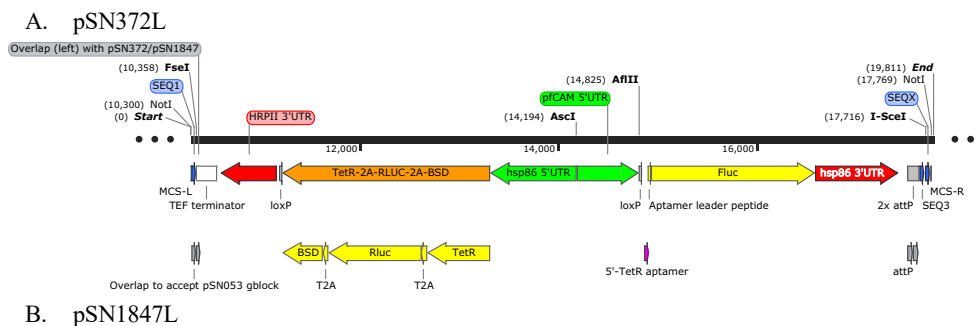 A. pSN372L
Overlap (left) with pSN372/pSN1847
(10,358) FseI
(14,825) AflII
(19,811) End
SEQ1
(17,769) NotI
(10,300) NotI
pfCAM 5'UTR
SEQX
(0) Start
HRPII 3'UTR
(14,194) AscI
(17,716) I-SceI
12,000
14,000
16,000
TetR-2A-RLUC-2A-BSD
hsp86 5'UTR
Fluc
hsp86 3'UTR
MCS-L
MCS-R
TEF terminator
loxP
loxP
Aptamer leader peptide
2x attP
SEQ3
BSD
Rluc
TetR
Overlap to accept pSN053 gblock
T2A
T2A
5'-TetR aptamer
attP
B. pSN1847L